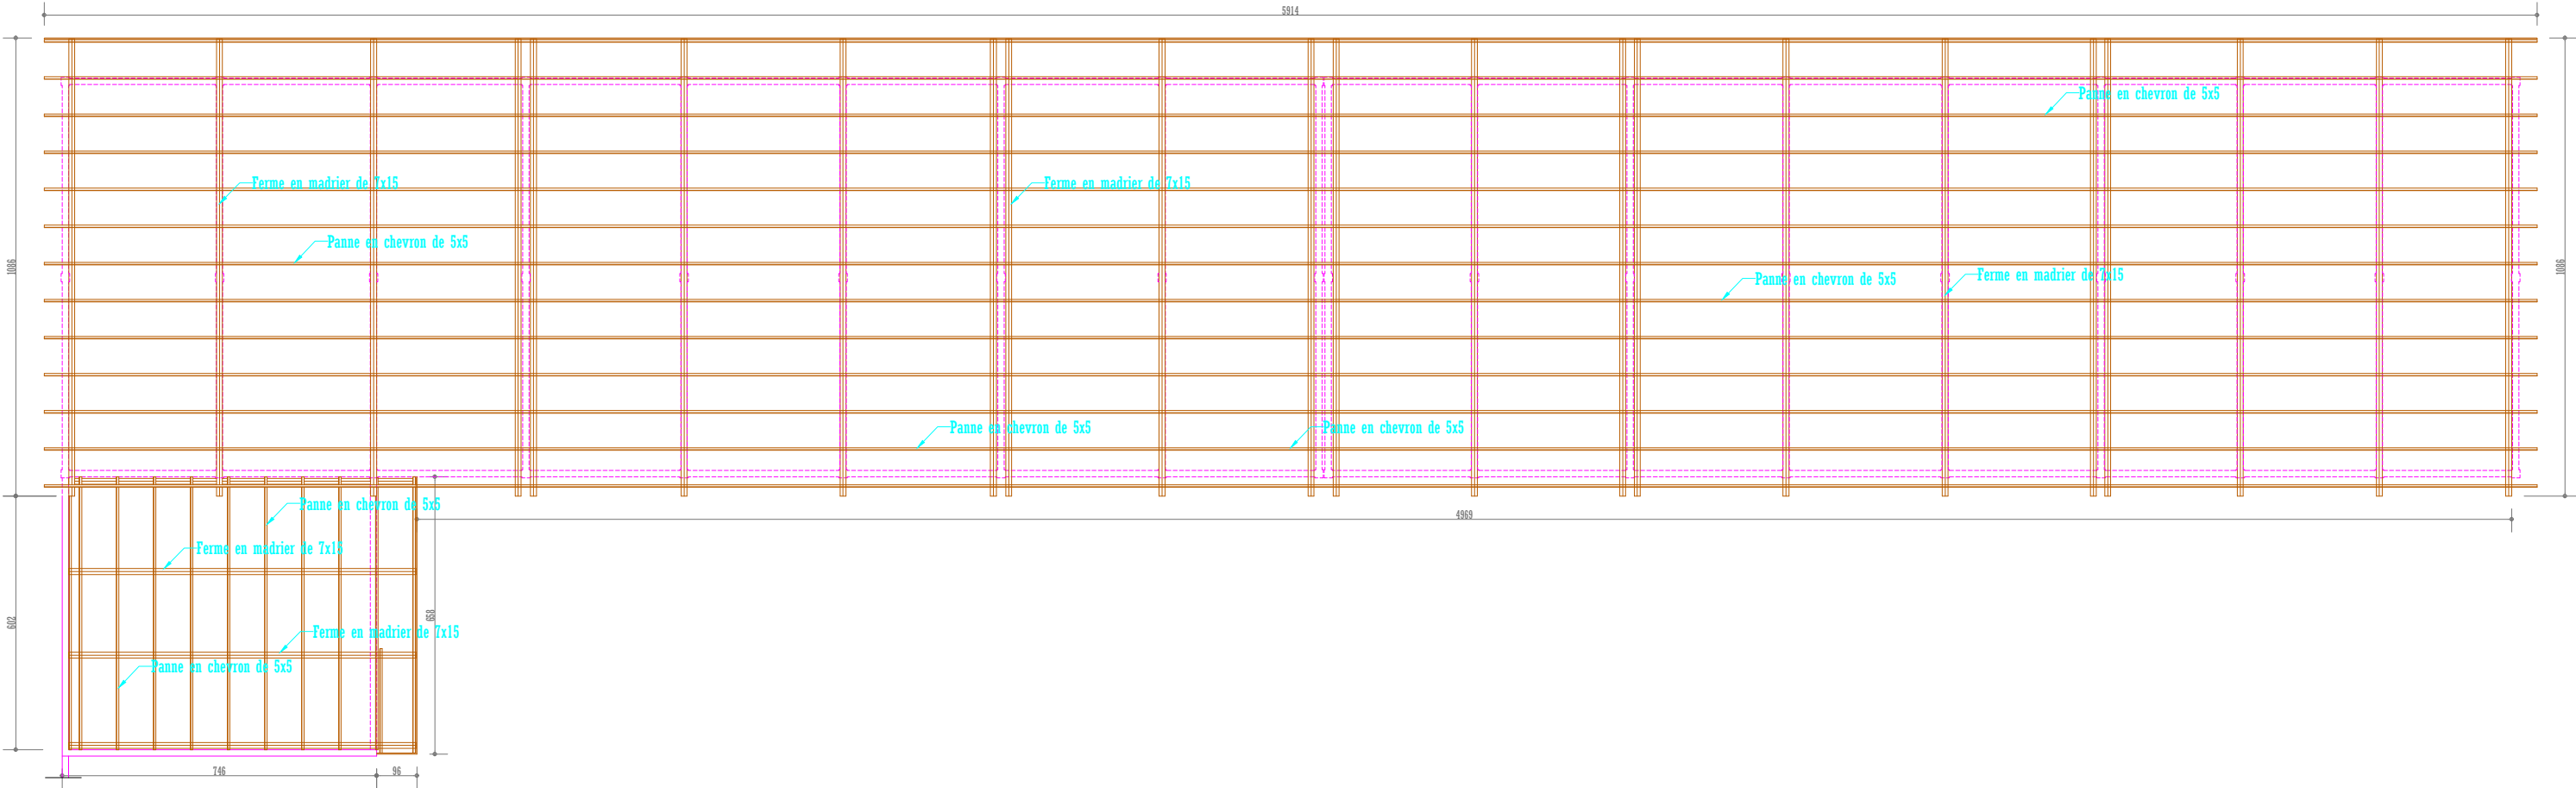 5914
Panne en chevron de 5x5
Ferme en madrier de 7x15
Ferme en madrier de 7x15
Panne en chevron de 5x5
1086
1086
Panne en chevron de 5x5
Ferme en madrier de 7x15
Panne en chevron de 5x5
Panne en chevron de 5x5
Panne en chevron de 5x5
4969
Ferme en madrier de 7x15
602
658
Ferme en madrier de 7x15
Panne en chevron de 5x5
746
96